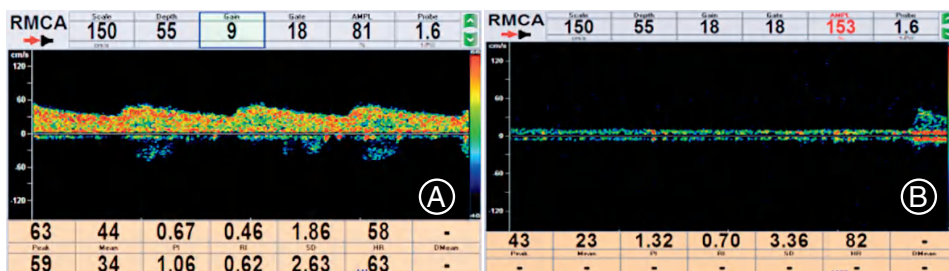 RMCA Scale Depth Gain Gate AMPL Probe
150 55 9 18 81 1.6
cm/s %
cm/s
120
60
0
-60
-120
A
63 44 0.67 0.46 1.86 58 -
Peak Mean PI RI SD HR DMean
59 34 1.06 0.62 2.63 63 -
RMCA Scale Depth Gain Gate AMPL Probe
150 55 18 18 153 1.6
cm/s
cm/s
120
60
0
-60
-120
B
43 23 1.32 0.70 3.36 82 -
Peak Mean PI RI SD HR DMean
- - - - - - -